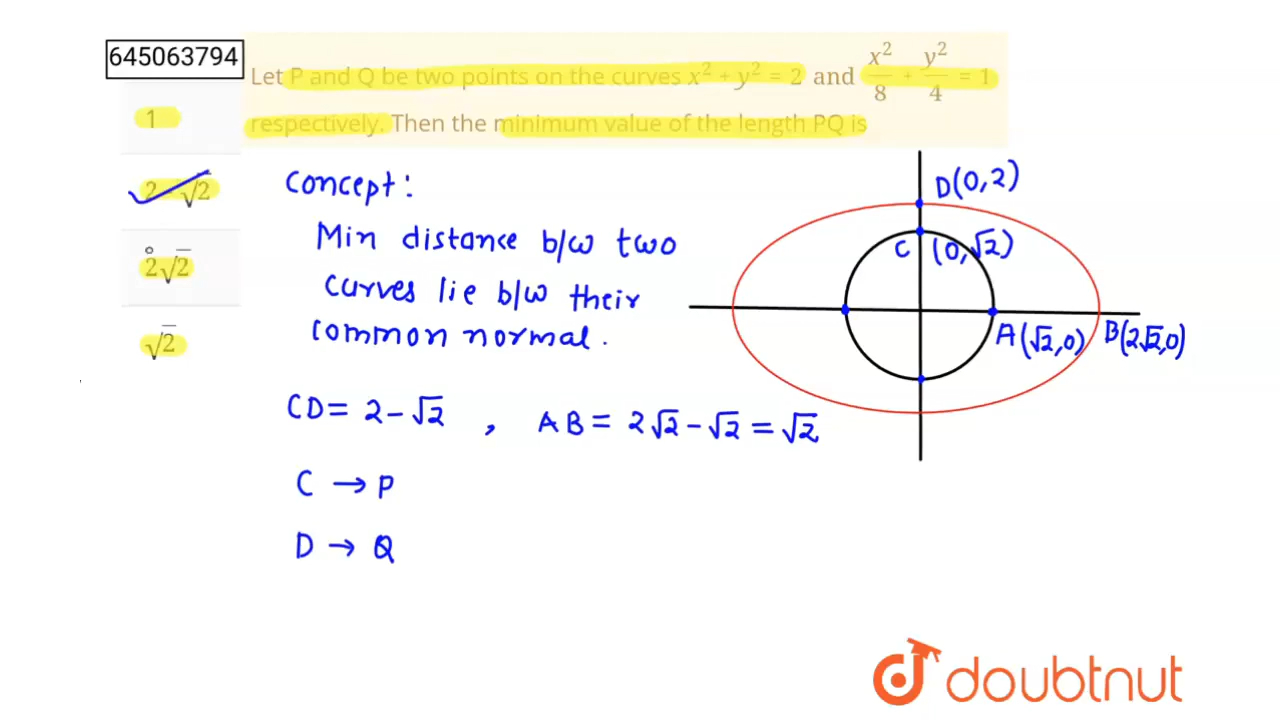 645063794
Let P and Q be two points on the curves x² + y² = 2 and x²/8 + y²/4 = 1
respectively. Then the minimum value of the length PQ is
1
2 - √2
2√2
√2
Concept:
Min distance b/w two
curves lie b/w their
common normal.
D(0,2)
C (0,√2)
A(√2,0) B(2√2,0)
CD = 2 - √2 , AB = 2√2 - √2 = √2
C → P
D → Q
doubtnut